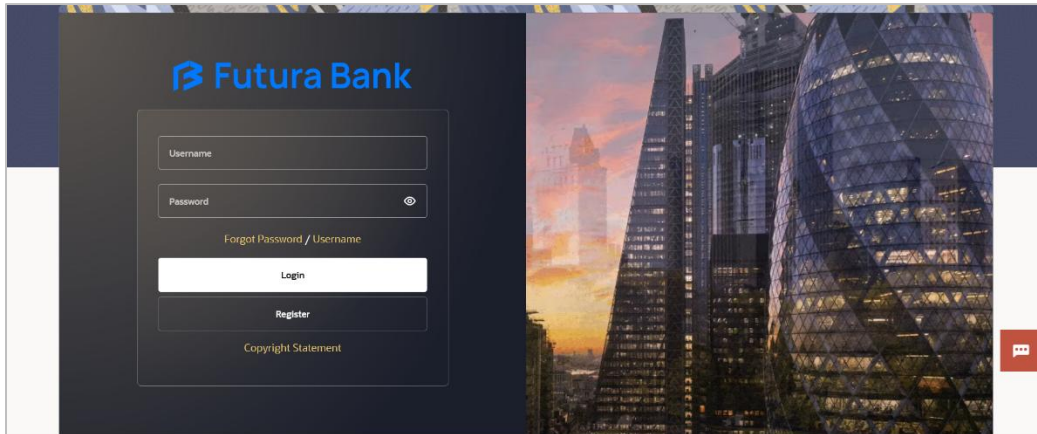 Futura Bank
Username
Password
Forgot Password / Username
Login
Register
Copyright Statement